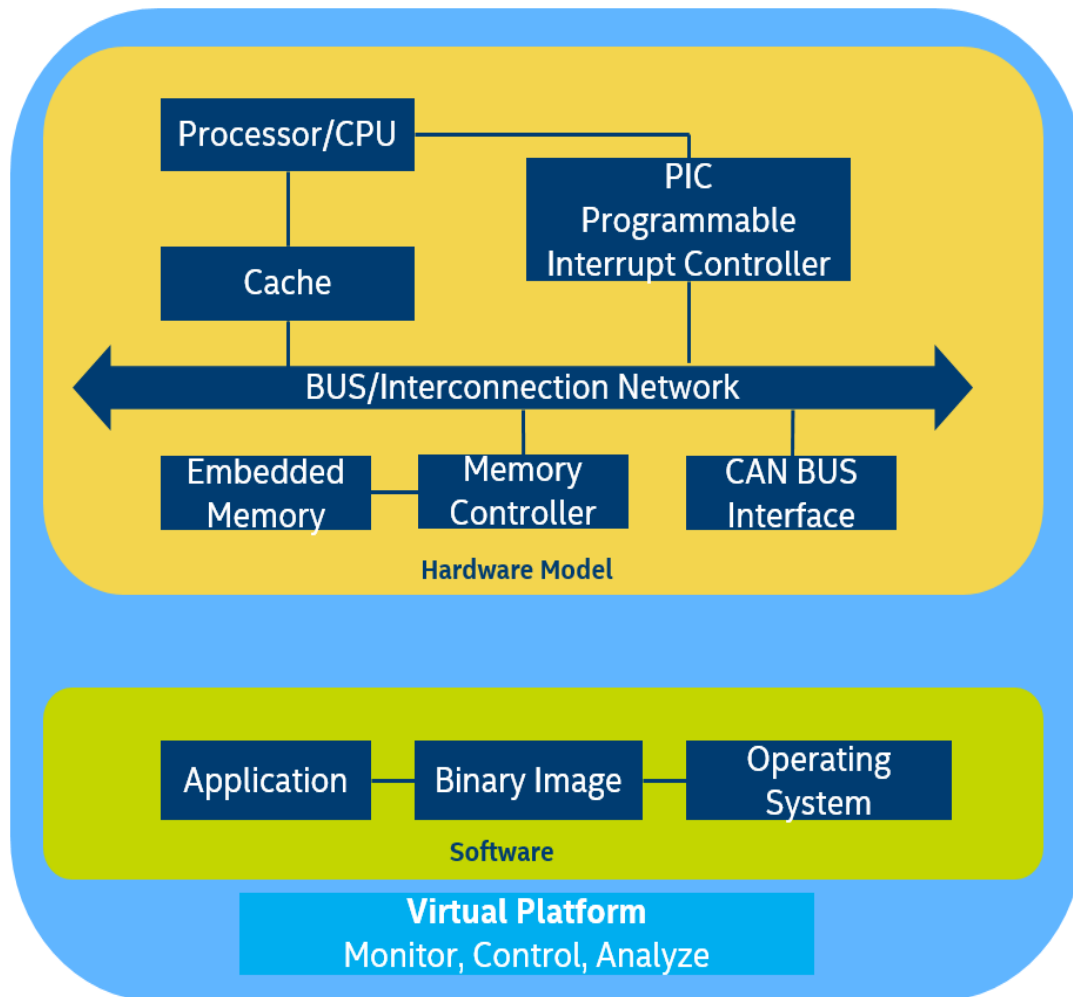 Processor/CPU
PIC
Programmable
Interrupt Controller
Cache
BUS/Interconnection Network
Embedded
Memory
Memory
Controller
CAN BUS
Interface
Hardware Model
Application
Binary Image
Operating
System
Software
Virtual Platform
Monitor, Control, Analyze